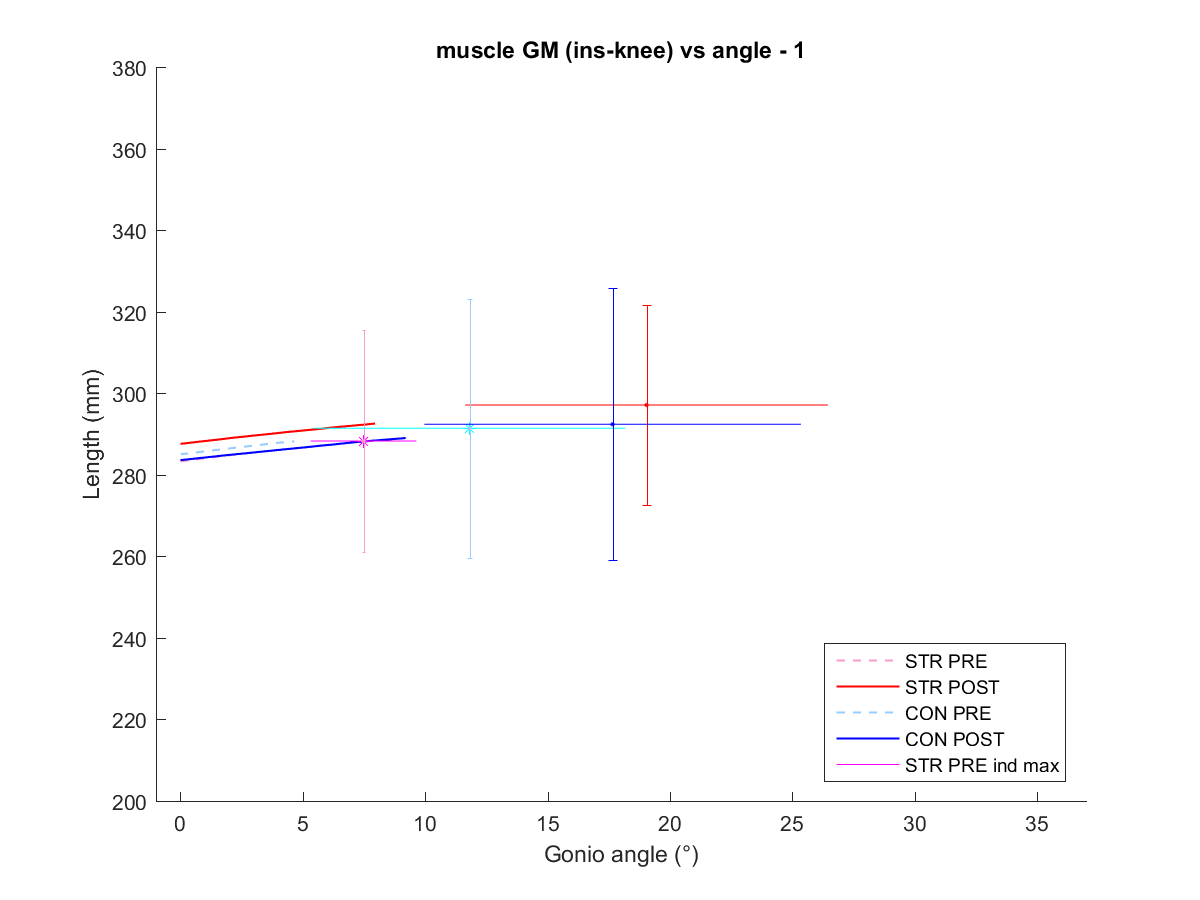 muscle GM (ins-knee) vs angle - 1
380
360
340
320
300
280
260
240
220
200
Length (mm)
0 5 10 15 20 25 30 35
Gonio angle (°)
STR PRE
STR POST
CON PRE
CON POST
STR PRE ind max